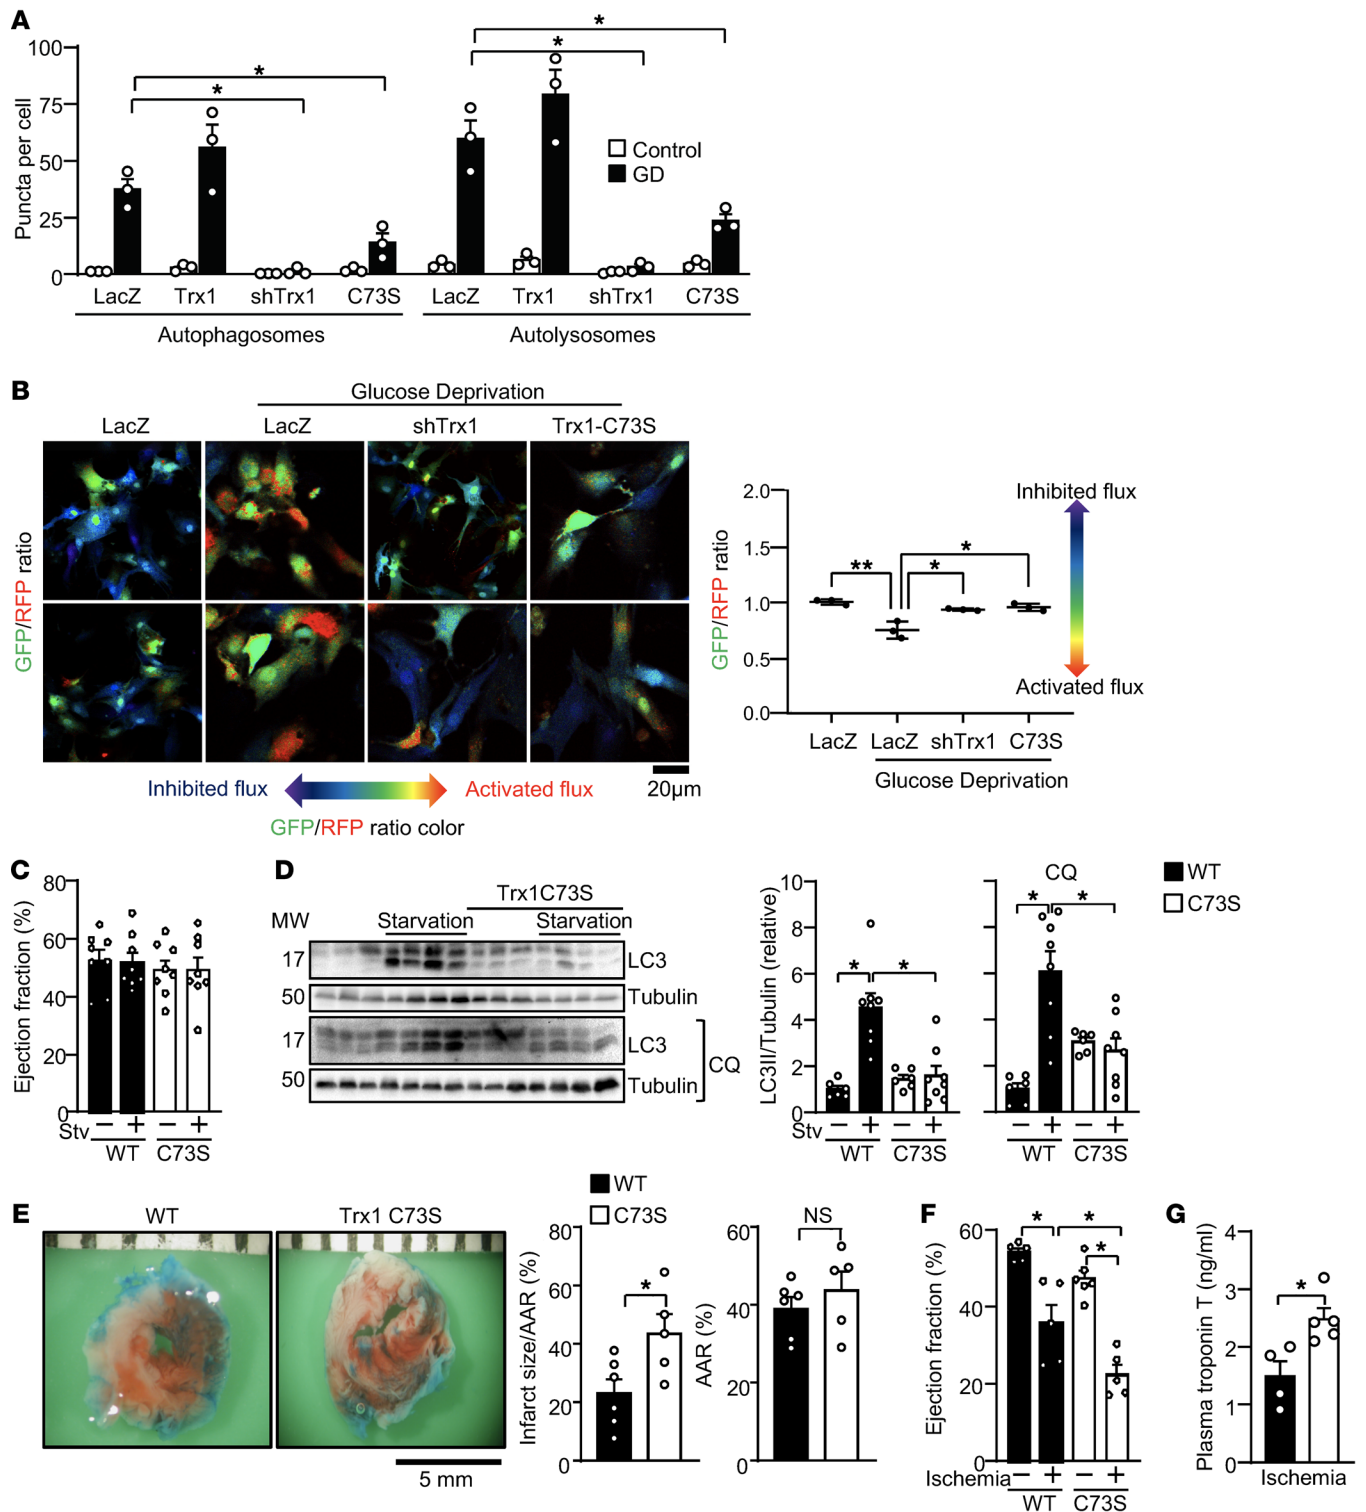 A
100
75
50
25
0
Puncta per cell
*
*
*
*
Control
GD
LacZ Trx1 shTrx1 C73S LacZ Trx1 shTrx1 C73S
Autophagosomes Autolysosomes
B
Glucose Deprivation
LacZ LacZ shTrx1 Trx1-C73S
GFP/RFP ratio
20μm
Inhibited flux Activated flux
GFP/RFP ratio color
GFP/RFP ratio
2.0
1.5
1.0
0.5
0.0
** * *
Inhibited flux
Activated flux
LacZ LacZ shTrx1 C73S
Glucose Deprivation
C
Ejection fraction (%)
80
60
40
20
0
Stv − + − +
WT C73S
D
Trx1C73S
MW Starvation Starvation
17 LC3
50 Tubulin
17 LC3
50 Tubulin
CQ
LC3II/Tubulin (relative)
10
8
6
4
2
0
* *
Stv − + − +
WT C73S
CQ
* *
− + − +
WT C73S
WT
C73S
E
WT Trx1 C73S
5 mm
WT
C73S
Infarct size/AAR (%)
80
60
40
20
0
*
AAR (%)
60
40
20
0
NS
F
Ejection fraction (%)
60
40
20
0
* *
*
Ischemia − + − +
WT C73S
G
Plasma troponin T (ng/ml)
4
3
2
1
0
*
Ischemia